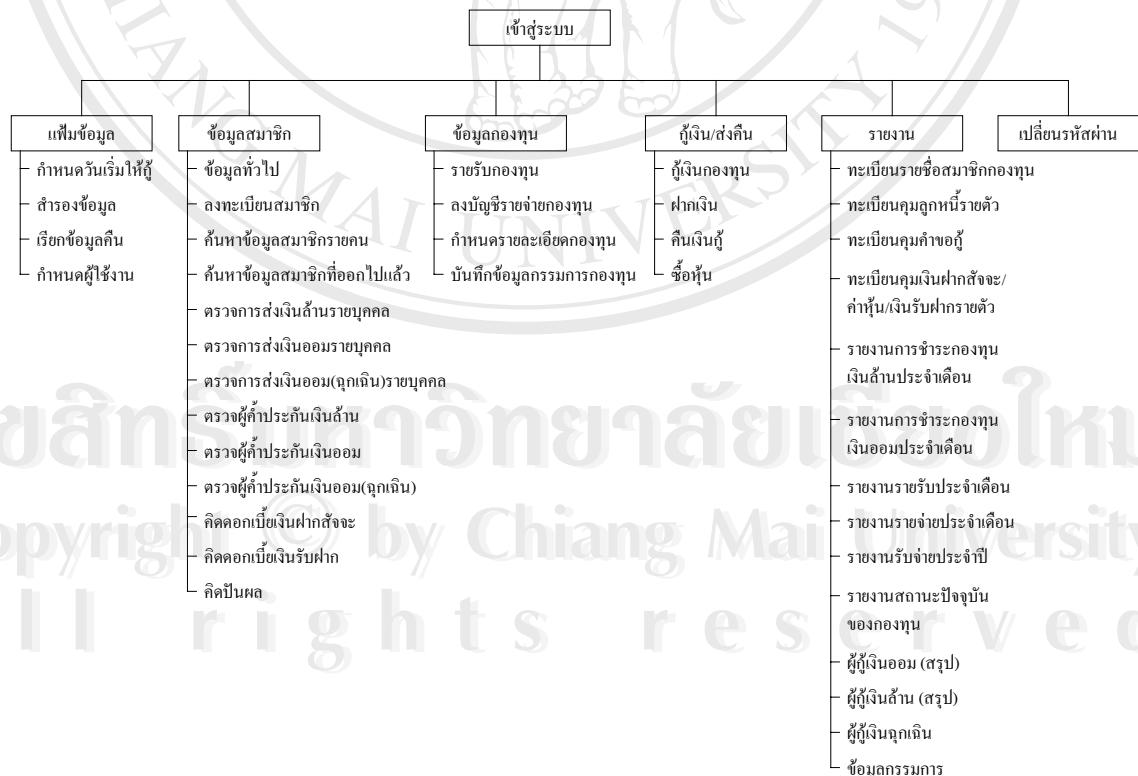 เข้าสู่ระบบ
แฟ้มข้อมูล
กำหนดวันเริ่มให้กู้
สำรองข้อมูล
เรียกข้อมูลคืน
กำหนดผู้ใช้งาน
ข้อมูลสมาชิก
ข้อมูลทั่วไป
ลงทะเบียนสมาชิก
ค้นหาข้อมูลสมาชิกรายคน
ค้นหาข้อมูลสมาชิกที่ออกไปแล้ว
ตรวจการส่งเงินล้านรายบุคคล
ตรวจการส่งเงินออมรายบุคคล
ตรวจการส่งเงินออม(ฉุกเฉิน)รายบุคคล
ตรวจผู้ค้ำประกันเงินล้าน
ตรวจผู้ค้ำประกันเงินออม
ตรวจผู้ค้ำประกันเงินออม(ฉุกเฉิน)
คิดดอกเบี้ยเงินฝากสัจจะ
คิดดอกเบี้ยเงินรับฝาก
คิดปันผล
ข้อมูลกองทุน
รายรับกองทุน
ลงบัญชีรายจ่ายกองทุน
กำหนดรายละเอียดกองทุน
บันทึกข้อมูลกรรมการกองทุน
กู้เงิน/ส่งคืน
กู้เงินกองทุน
ฝากเงิน
คืนเงินกู้
ซื้อหุ้น
รายงาน
ทะเบียนรายชื่อสมาชิกกองทุน
ทะเบียนคุมลูกหนี้รายตัว
ทะเบียนคุมคำขอกู้
ทะเบียนคุมเงินฝากสัจจะ/
ค่าหุ้น/เงินรับฝากรายตัว
รายงานการชำระกองทุน
เงินล้านประจำเดือน
รายงานการชำระกองทุน
เงินออมประจำเดือน
รายงานรายรับประจำเดือน
รายงานรายจ่ายประจำเดือน
รายงานรับจ่ายประจำปี
รายงานสถานะปัจจุบัน
ของกองทุน
ผู้กู้เงินออม (สรุป)
ผู้กู้เงินล้าน (สรุป)
ผู้กู้เงินฉุกเฉิน
ข้อมูลกรรมการ
เปลี่ยนรหัสผ่าน
CHIANG MAI UNIVERSITY 19
by Chiang Mai University
rights reserved